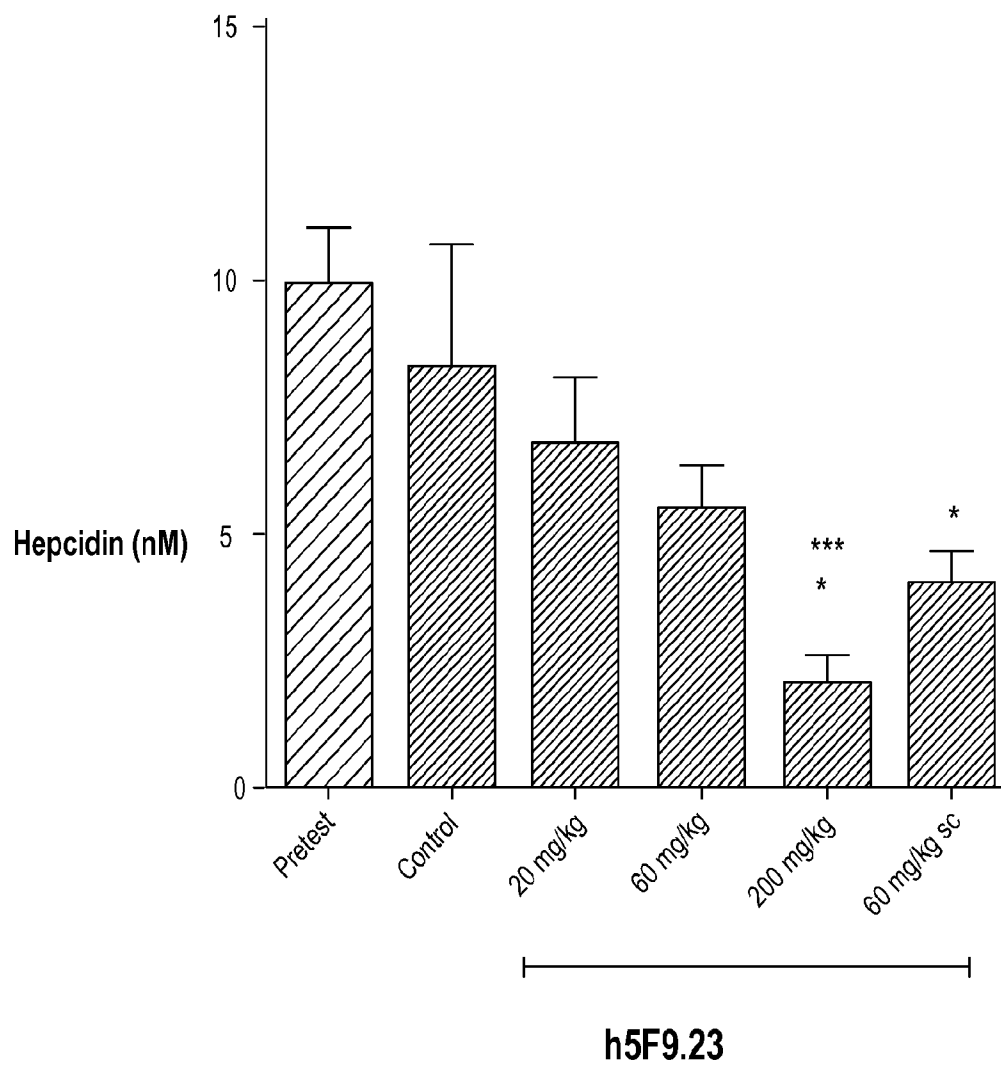 15
10
Hepcidin (nM)
5
0
***
*
*
Pretest
Control
20 mg/kg
60 mg/kg
200 mg/kg
60 mg/kg sc
h5F9.23